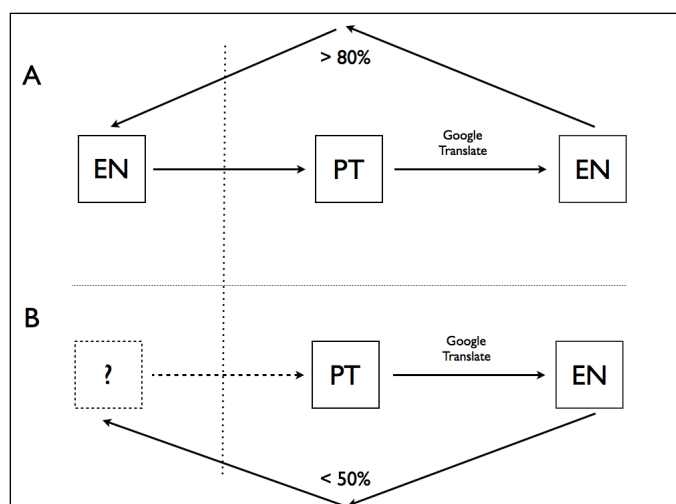 A
> 80%
EN
PT
Google
Translate
EN
B
?
PT
Google
Translate
EN
< 50%